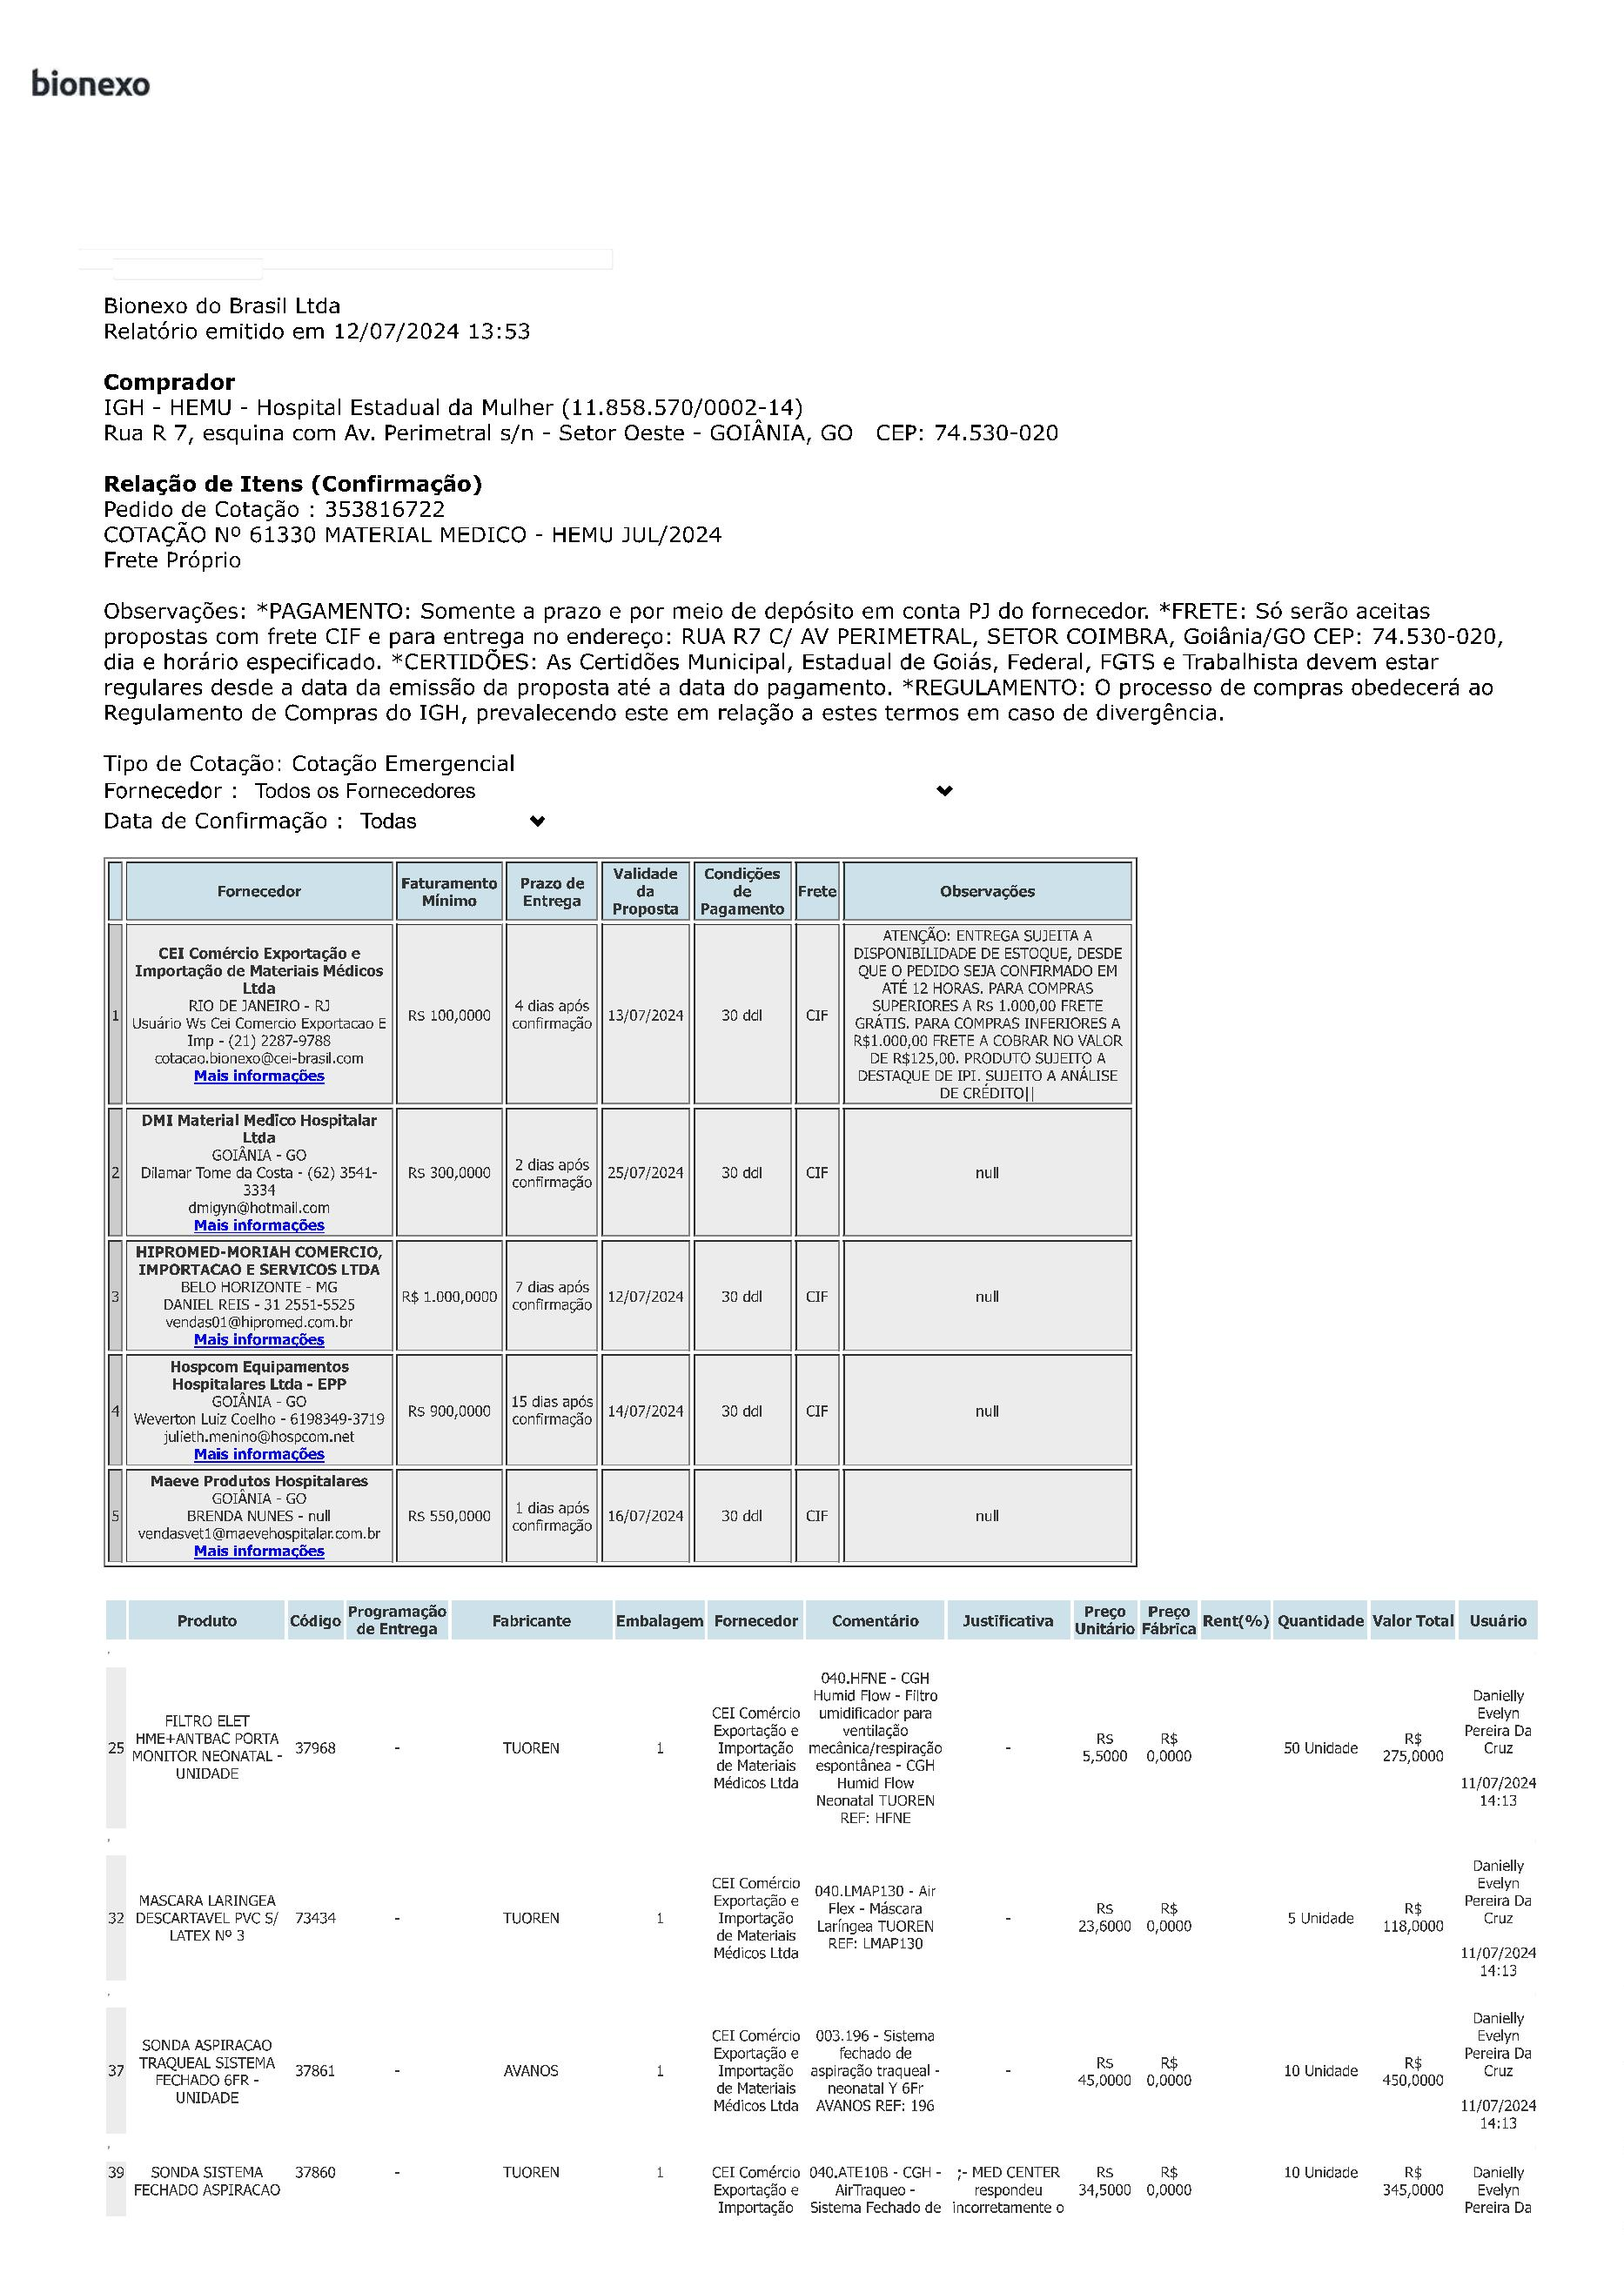 bionexo
Bionexo do Brasil Ltda
Relatório emitido em 12/07/2024 13:53
Comprador
IGH - HEMU - Hospital Estadual da Mulher (11.858.570/0002-14)
Rua R 7, esquina com Av. Perimetral s/n - Setor Oeste - GOIÂNIA, GO CEP: 74.530-020
Relação de Itens (Confirmação)
Pedido de Cotação : 353816722
COTAÇÃO Nº 61330 MATERIAL MEDICO - HEMU JUL/2024
Frete Próprio
Observações: *PAGAMENTO: Somente a prazo e por meio de depósito em conta PJ do fornecedor. *FRETE: Só serão aceitas
propostas com frete CIF e para entrega no endereço: RUA R7 C/ AV PERIMETRAL, SETOR COIMBRA, Goiânia/GO CEP: 74.530-020,
dia e horário especificado. *CERTIDÕES: As Certidões Municipal, Estadual de Goiás, Federal, FGTS e Trabalhista devem estar
regulares desde a data da emissão da proposta até a data do pagamento. *REGULAMENTO: O processo de compras obedecerá ao
Regulamento de Compras do IGH, prevalecendo este em relação a estes termos em caso de divergência.
Tipo de Cotação: Cotação Emergencial
Fornecedor : Todos os Fornecedores
Data de Confirmação : Todas
Fornecedor
Faturamento
Mínimo
Prazo de
Entrega
Validade
da
Proposta
Condições
de
Pagamento
Frete
Observações
1
CEI Comércio Exportação e
Importação de Materiais Médicos
Ltda
RIO DE JANEIRO - RJ
Usuário Ws Cei Comercio Exportacao E
Imp - (21) 2287-9788
cotacao.bionexo@cei-brasil.com
Mais informações
R$ 100,0000
4 dias após
confirmação
13/07/2024
30 ddl
CIF
ATENÇÃO: ENTREGA SUJEITA A
DISPONIBILIDADE DE ESTOQUE, DESDE
QUE O PEDIDO SEJA CONFIRMADO EM
ATÉ 12 HORAS. PARA COMPRAS
SUPERIORES A R$ 1.000,00 FRETE
GRÁTIS. PARA COMPRAS INFERIORES A
R$1.000,00 FRETE A COBRAR NO VALOR
DE R$125,00. PRODUTO SUJEITO A
DESTAQUE DE IPI. SUJEITO A ANÁLISE
DE CRÉDITO||
2
DMI Material Medico Hospitalar
Ltda
GOIÂNIA - GO
Dilamar Tome da Costa - (62) 3541-
3334
dmigyn@hotmail.com
Mais informações
R$ 300,0000
2 dias após
confirmação
25/07/2024
30 ddl
CIF
null
3
HIPROMED-MORIAH COMERCIO,
IMPORTACAO E SERVICOS LTDA
BELO HORIZONTE - MG
DANIEL REIS - 31 2551-5525
vendas01@hipromed.com.br
Mais informações
R$ 1.000,0000
7 dias após
confirmação
12/07/2024
30 ddl
CIF
null
4
Hospcom Equipamentos
Hospitalares Ltda - EPP
GOIÂNIA - GO
Weverton Luiz Coelho - 6198349-3719
julieth.menino@hospcom.net
Mais informações
R$ 900,0000
15 dias após
confirmação
14/07/2024
30 ddl
CIF
null
5
Maeve Produtos Hospitalares
GOIÂNIA - GO
BRENDA NUNES - null
vendasvet1@maevehospitalar.com.br
Mais informações
R$ 550,0000
1 dias após
confirmação
16/07/2024
30 ddl
CIF
null
Produto
Código
Programação
de Entrega
Fabricante
Embalagem
Fornecedor
Comentário
Justificativa
Preço
Unitário
Preço
Fábrica
Rent(%)
Quantidade
Valor Total
Usuário
25
FILTRO ELET
HME+ANTBAC PORTA
MONITOR NEONATAL -
UNIDADE
37968
-
TUOREN
1
CEI Comércio
Exportação e
Importação
de Materiais
Médicos Ltda
040.HFNE - CGH
Humid Flow - Filtro
umidificador para
ventilação
mecânica/respiração
espontânea - CGH
Humid Flow
Neonatal TUOREN
REF: HFNE
-
R$
5,5000
R$
0,0000
50 Unidade
R$
275,0000
Danielly
Evelyn
Pereira Da
Cruz
11/07/2024
14:13
32
MASCARA LARINGEA
DESCARTAVEL PVC S/
LATEX Nº 3
73434
-
TUOREN
1
CEI Comércio
Exportação e
Importação
de Materiais
Médicos Ltda
040.LMAP130 - Air
Flex - Máscara
Laríngea TUOREN
REF: LMAP130
-
R$
23,6000
R$
0,0000
5 Unidade
R$
118,0000
Danielly
Evelyn
Pereira Da
Cruz
11/07/2024
14:13
37
SONDA ASPIRACAO
TRAQUEAL SISTEMA
FECHADO 6FR -
UNIDADE
37861
-
AVANOS
1
CEI Comércio
Exportação e
Importação
de Materiais
Médicos Ltda
003.196 - Sistema
fechado de
aspiração traqueal -
neonatal Y 6Fr
AVANOS REF: 196
-
R$
45,0000
R$
0,0000
10 Unidade
R$
450,0000
Danielly
Evelyn
Pereira Da
Cruz
11/07/2024
14:13
39
SONDA SISTEMA
FECHADO ASPIRACAO
37860
-
TUOREN
1
CEI Comércio
Exportação e
Importação
040.ATE10B - CGH -
AirTraqueo -
Sistema Fechado de
;- MED CENTER
respondeu
incorretamente o
R$
34,5000
R$
0,0000
10 Unidade
R$
345,0000
Danielly
Evelyn
Pereira Da